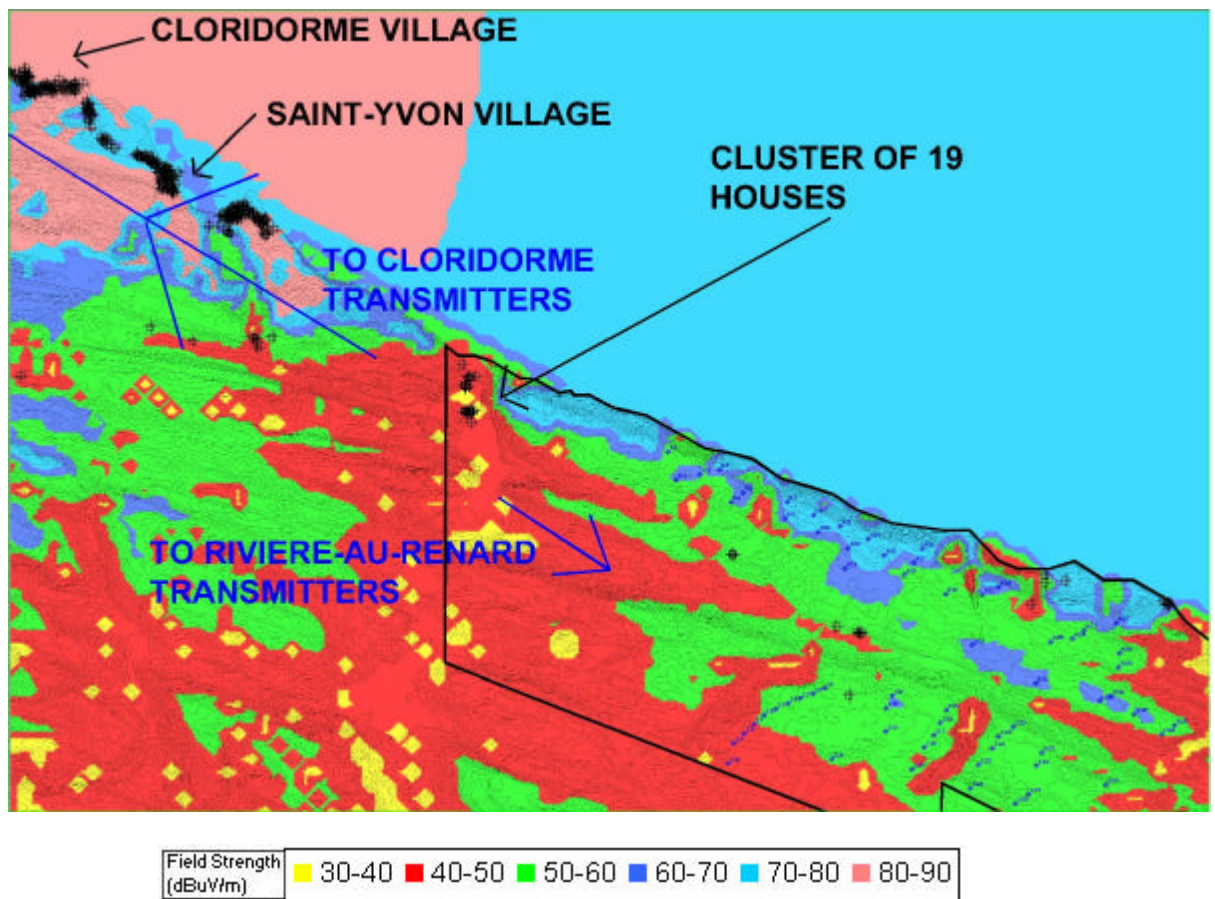 CLORIDORME VILLAGE
SAINT-YVON VILLAGE
CLUSTER OF 19
HOUSES
TO CLORIDORME
TRANSMITTERS
TO RIVIERE-AU-RENARD
TRANSMITTERS
Field Strength
(dBuV/m)
30-40 40-50 50-60 60-70 70-80 80-90